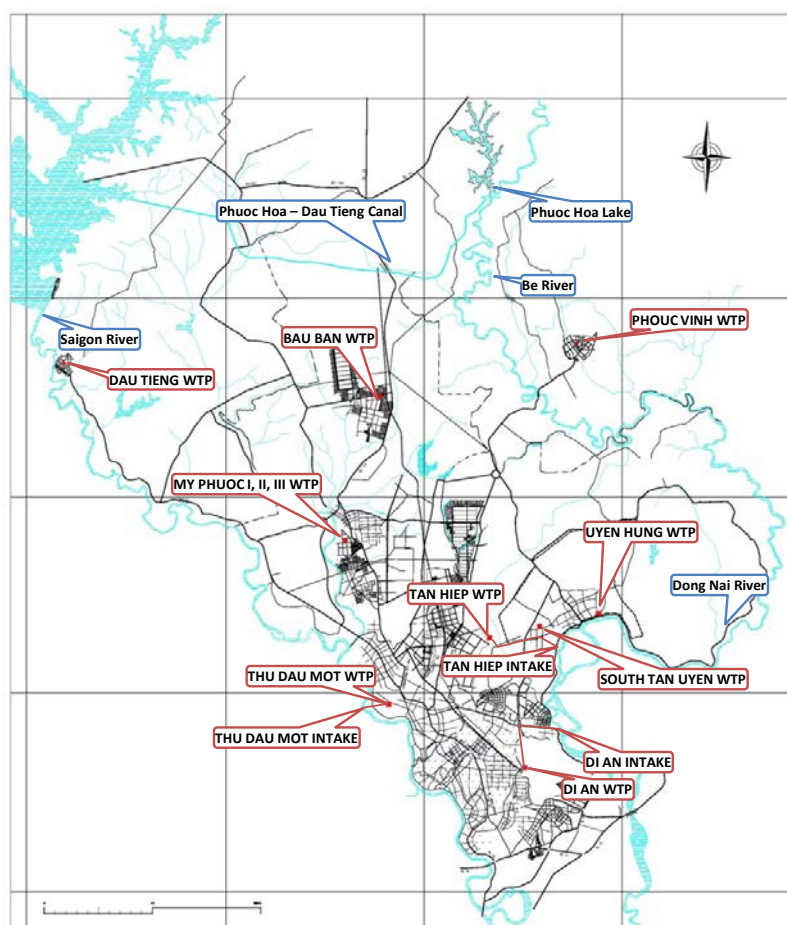 Phuoc Hoa – Dau Tieng Canal
Phuoc Hoa Lake
Be River
PHOUC VINH WTP
Saigon River
BAU BAN WTP
DAU TIENG WTP
MY PHUOC I, II, III WTP
UYEN HUNG WTP
Dong Nai River
TAN HIEP WTP
TAN HIEP INTAKE
SOUTH TAN UYEN WTP
THU DAU MOT WTP
THU DAU MOT INTAKE
DI AN INTAKE
DI AN WTP